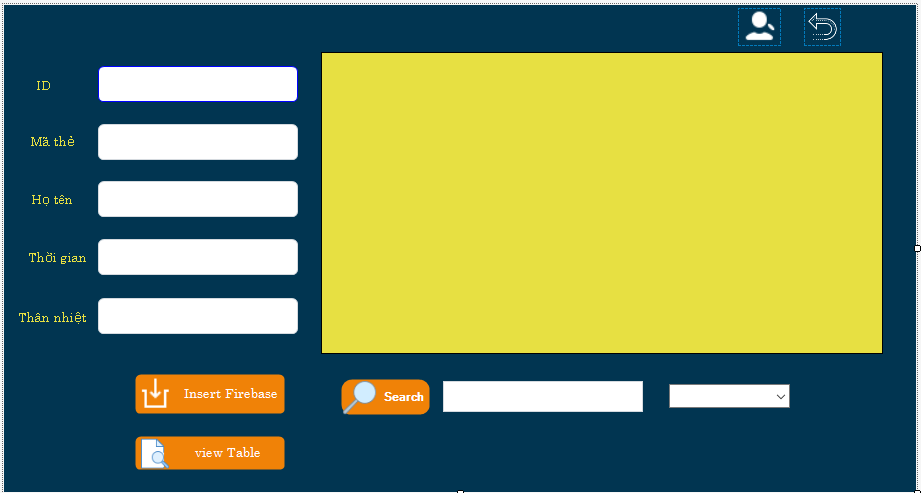 ID
Mã thẻ
Họ tên
Thời gian
Thân nhiệt
Insert Firebase
Search
view Table